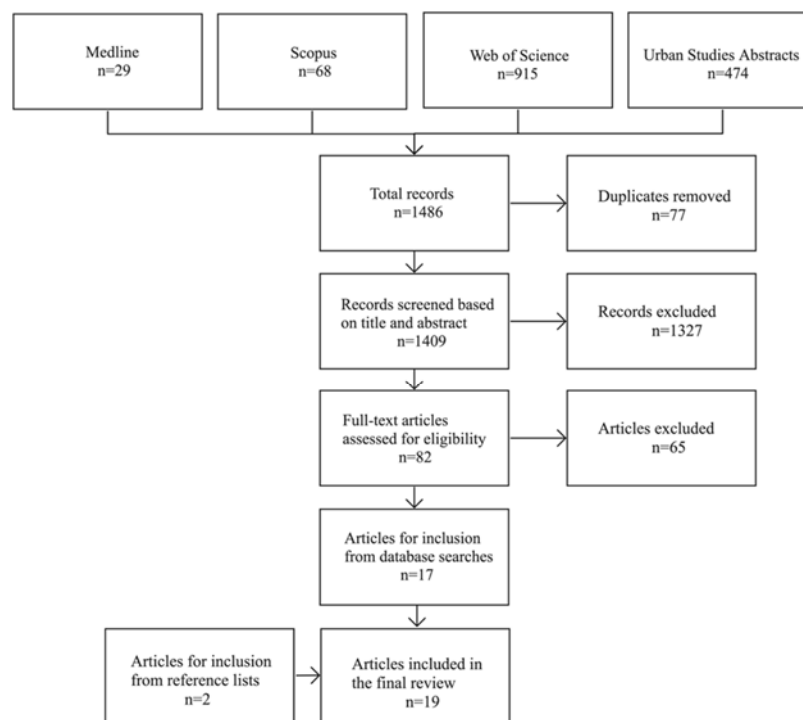 Medline
n=29
Scopus
n=68
Web of Science
n=915
Urban Studies Abstracts
n=474
Total records
n=1486
Duplicates removed
n=77
Records screened based
on title and abstract
n=1409
Records excluded
n=1327
Full-text articles
assessed for eligibility
n=82
Articles excluded
n=65
Articles for inclusion
from database searches
n=17
Articles for inclusion
from reference lists
n=2
Articles included in
the final review
n=19